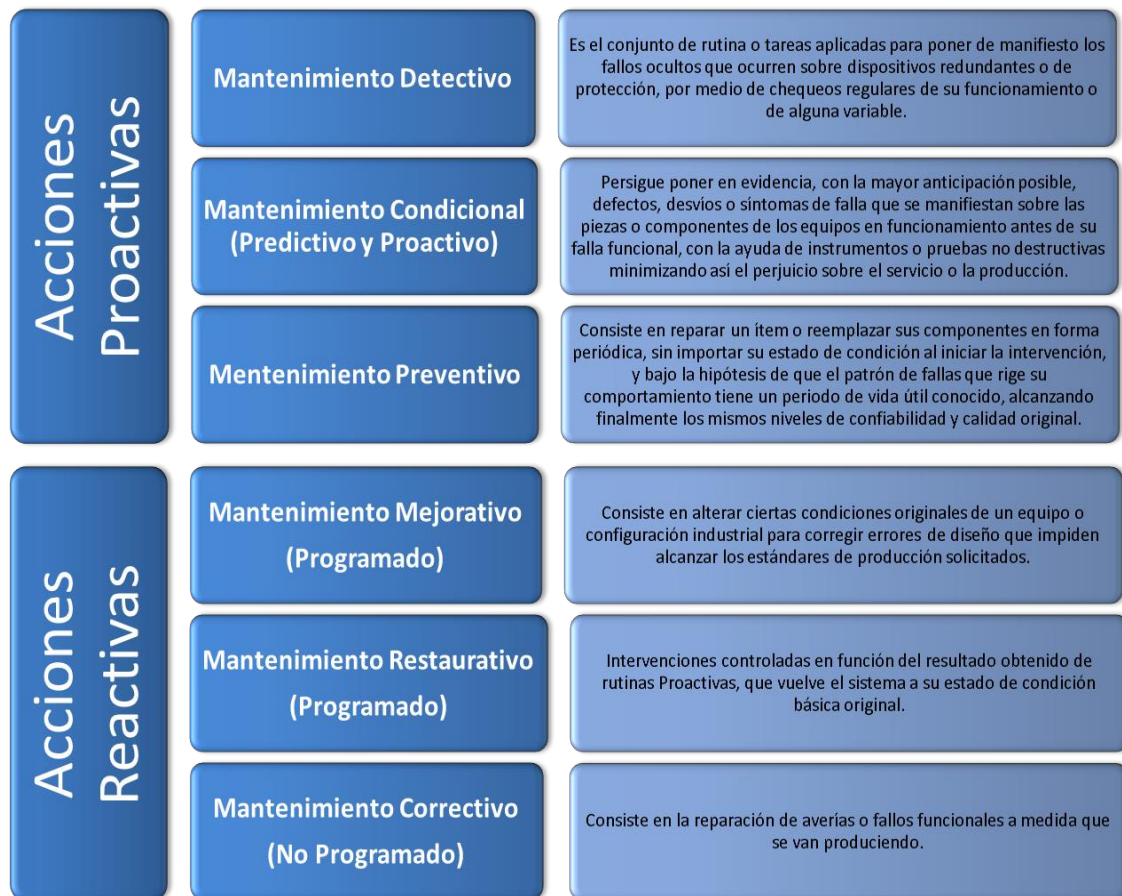 Acciones
Proactivas
Mantenimiento Detectivo
Es el conjunto de rutina o tareas aplicadas para poner de manifiesto los
fallos ocultos que ocurren sobre dispositivos redundantes o de
protección, por medio de chequeos regulares de su funcionamiento o
de alguna variable.
Mantenimiento Condicional
(Predictivo y Proactivo)
Persigue poner en evidencia, con la mayor anticipación posible,
defectos, desvíos o síntomas de falla que se manifiestan sobre las
piezas o componentes de los equipos en funcionamiento antes de su
falla funcional, con la ayuda de instrumentos o pruebas no destructivas
minimizando así el perjuicio sobre el servicio o la producción.
Mentenimiento Preventivo
Consiste en reparar un ítem o reemplazar sus componentes en forma
periódica, sin importar su estado de condición al iniciar la intervención,
y bajo la hipótesis de que el patrón de fallas que rige su
comportamiento tiene un periodo de vida útil conocido, alcanzando
finalmente los mismos niveles de confiabilidad y calidad original.
Acciones
Reactivas
Mantenimiento Mejorativo
(Programado)
Consiste en alterar ciertas condiciones originales de un equipo o
configuración industrial para corregir errores de diseño que impiden
alcanzar los estándares de producción solicitados.
Mantenimiento Restaurativo
(Programado)
Intervenciones controladas en función del resultado obtenido de
rutinas Proactivas, que vuelve el sistema a su estado de condición
básica original.
Mantenimiento Correctivo
(No Programado)
Consiste en la reparación de averías o fallos funcionales a medida que
se van produciendo.